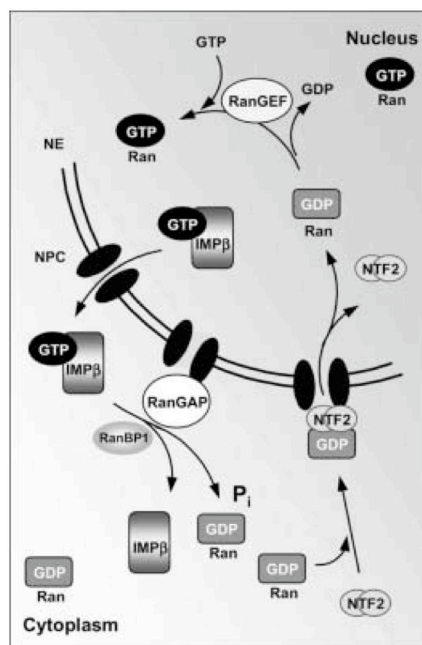 GTP
Nucleus
RanGEF
GDP
GTP
Ran
GTP
Ran
NE
GDP
Ran
GTP
IMPβ
NPC
NTF2
GTP
IMPβ
RanGAP
NTF2
GDP
RanBP1
Pi
IMPβ
GDP
Ran
GDP
Ran
GDP
Ran
NTF2
Cytoplasm